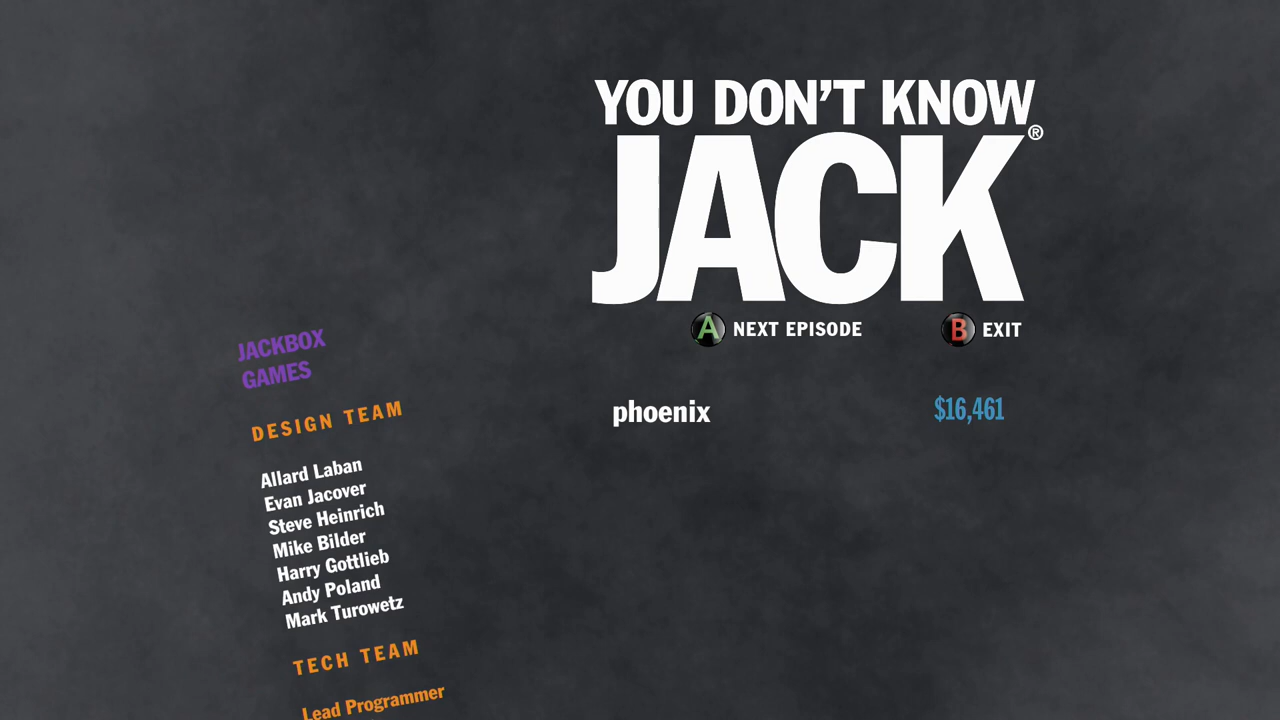 YOU DON'T KNOW
JACK®
A NEXT EPISODE B EXIT
phoenix $16,461
JACKBOX
GAMES
DESIGN TEAM
Allard Laban
Evan Jacover
Steve Heinrich
Mike Bilder
Harry Gottlieb
Andy Poland
Mark Turowetz
TECH TEAM
Lead Programmer